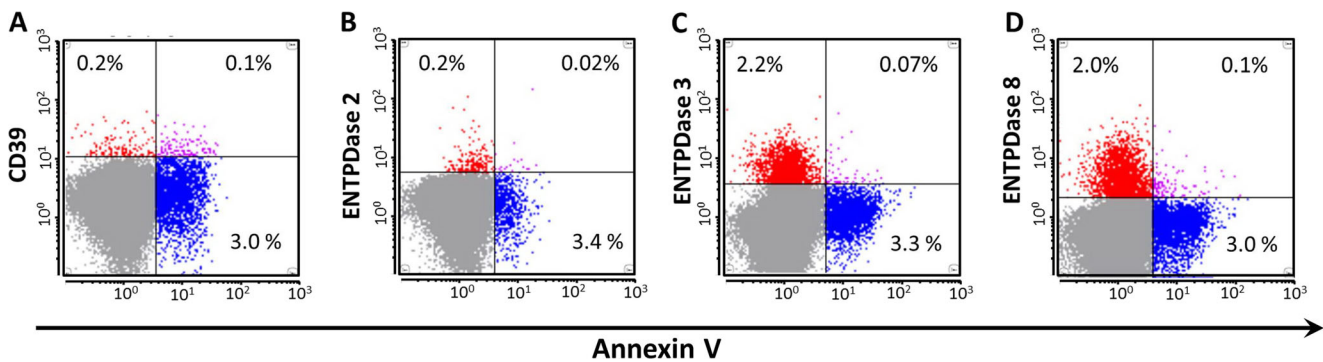 A
CD39
10³
10²
10¹
10⁰
0.2%
0.1%
3.0 %
10⁰ 10¹ 10² 10³
B
ENTPDase 2
10³
10²
10¹
10⁰
0.2%
0.02%
3.4 %
10⁰ 10¹ 10² 10³
C
ENTPDase 3
10³
10²
10¹
10⁰
2.2%
0.07%
3.3 %
10⁰ 10¹ 10² 10³
D
ENTPDase 8
10³
10²
10¹
10⁰
2.0%
0.1%
3.0 %
10⁰ 10¹ 10² 10³
Annexin V